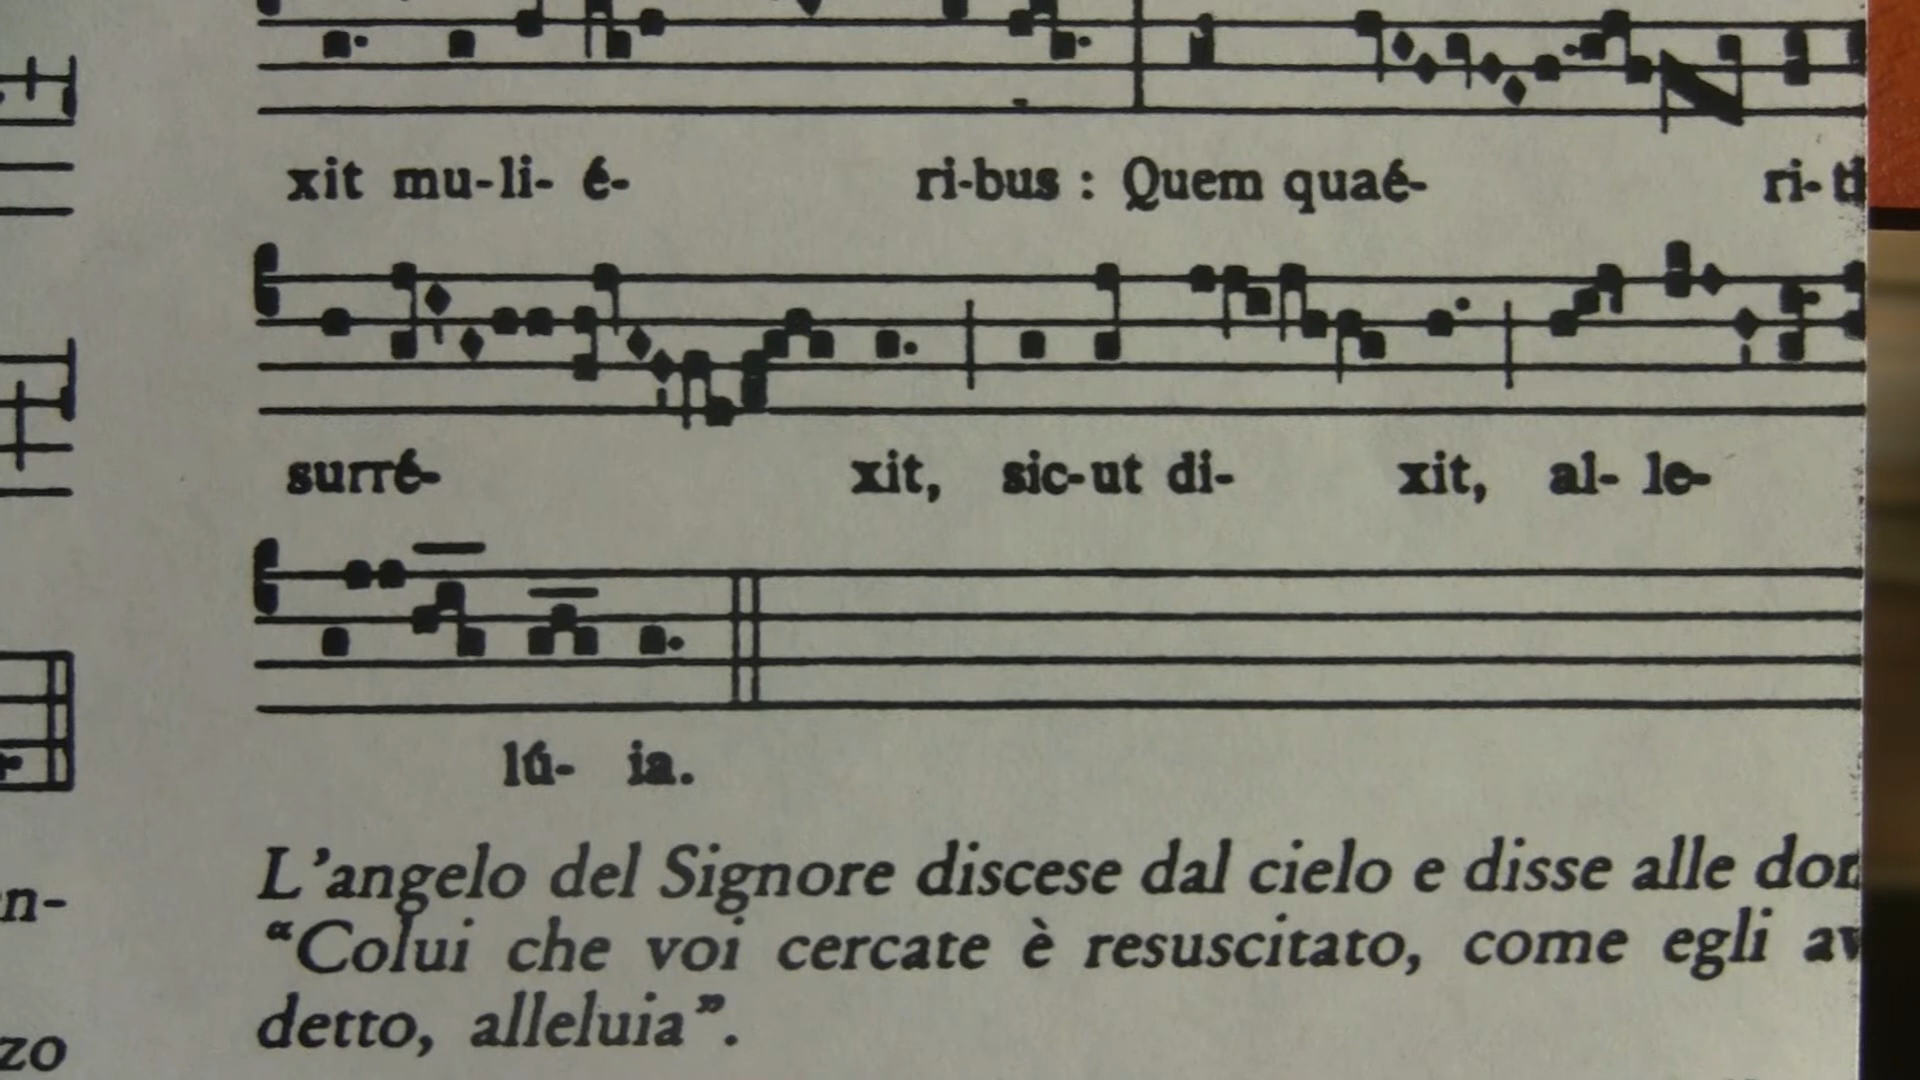 xit mu-li- é- ri-bus : Quem quaé- ri-
surré- xit, sic-ut di- xit, al- le-
lú- ia.
L’angelo del Signore discese dal cielo e disse alle
“Colui che voi cercate è resuscitato, come egli
detto, alleluia”.
n-
zo